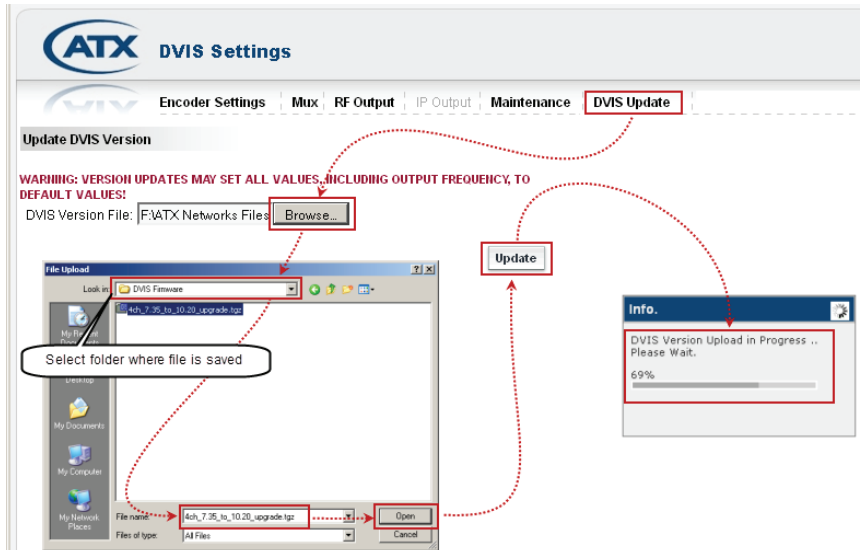 ATX
DVIS Settings
Encoder Settings Mux RF Output IP Output Maintenance DVIS Update
Update DVIS Version
WARNING: VERSION UPDATES MAY SET ALL VALUES, INCLUDING OUTPUT FREQUENCY, TO
DEFAULT VALUES!
DVIS Version File: F:\ATX Networks Files Browse...
Update
File Upload
Look in: DVIS Firmware
4ch_7.35_to_10.20_upgrade.tgz
My Recent
Select folder where file is saved
Desktop
My Documents
My Computer
My Network
Places
File name: 4ch_7.35_to_10.20_upgrade.tgz Open
Files of type: All Files Cancel
Info.
DVIS Version Upload in Progress ..
Please Wait.
69%